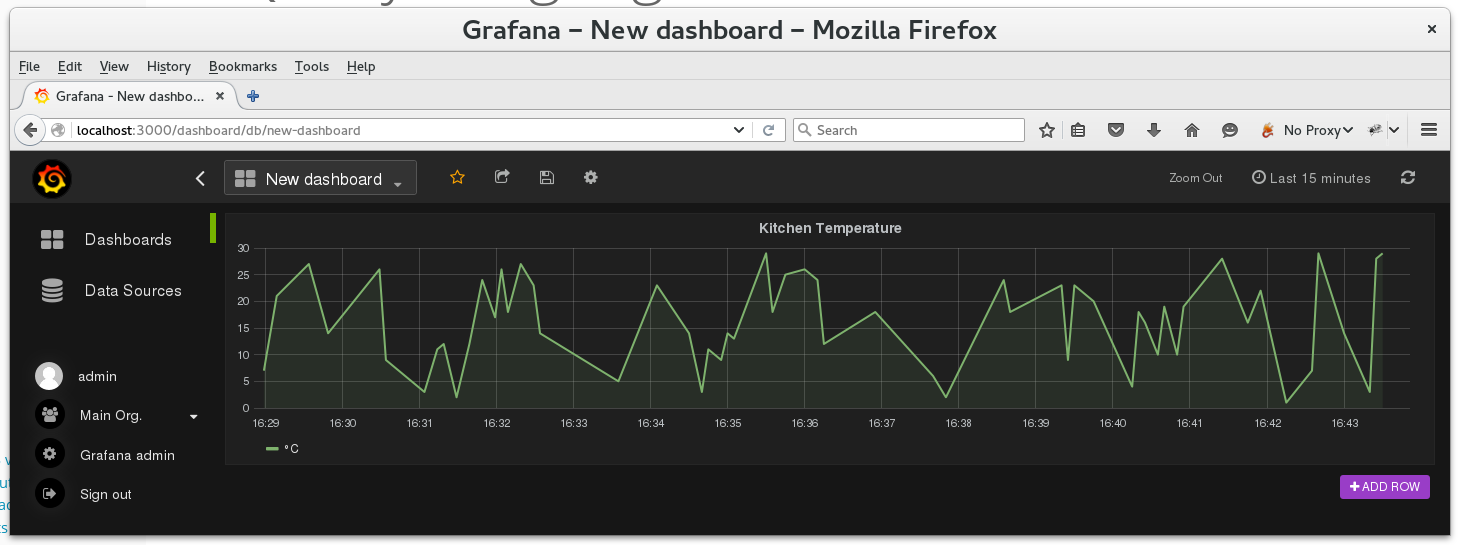 Grafana – New dashboard – Mozilla Firefox
File Edit View History Bookmarks Tools Help
Grafana - New dashbo...
localhost:3000/dashboard/db/new-dashboard
Search
No Proxy
New dashboard
Zoom Out
Last 15 minutes
Dashboards
Data Sources
admin
Main Org.
Grafana admin
Sign out
Kitchen Temperature
30
25
20
15
10
5
0
16:29 16:30 16:31 16:32 16:33 16:34 16:35 16:36 16:37 16:38 16:39 16:40 16:41 16:42 16:43
°C
ADD ROW